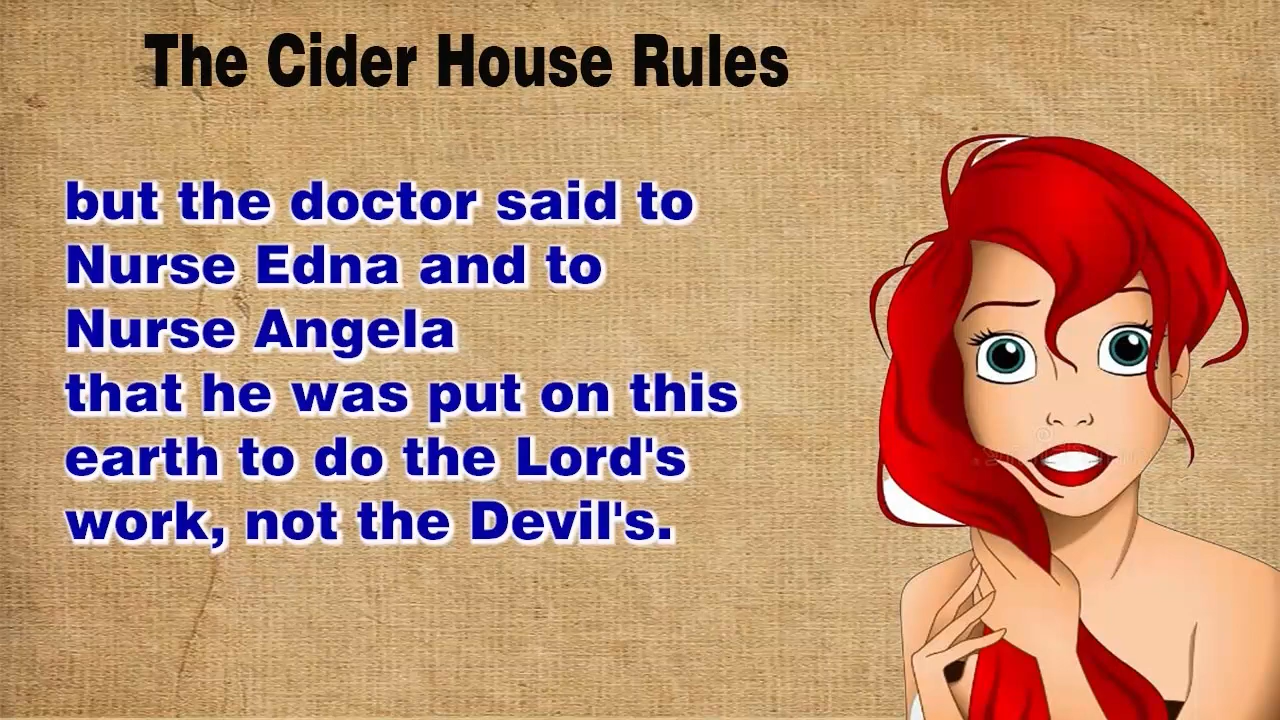 The Cider House Rules
but the doctor said to
Nurse Edna and to
Nurse Angela
that he was put on this
earth to do the Lord's
work, not the Devil's.